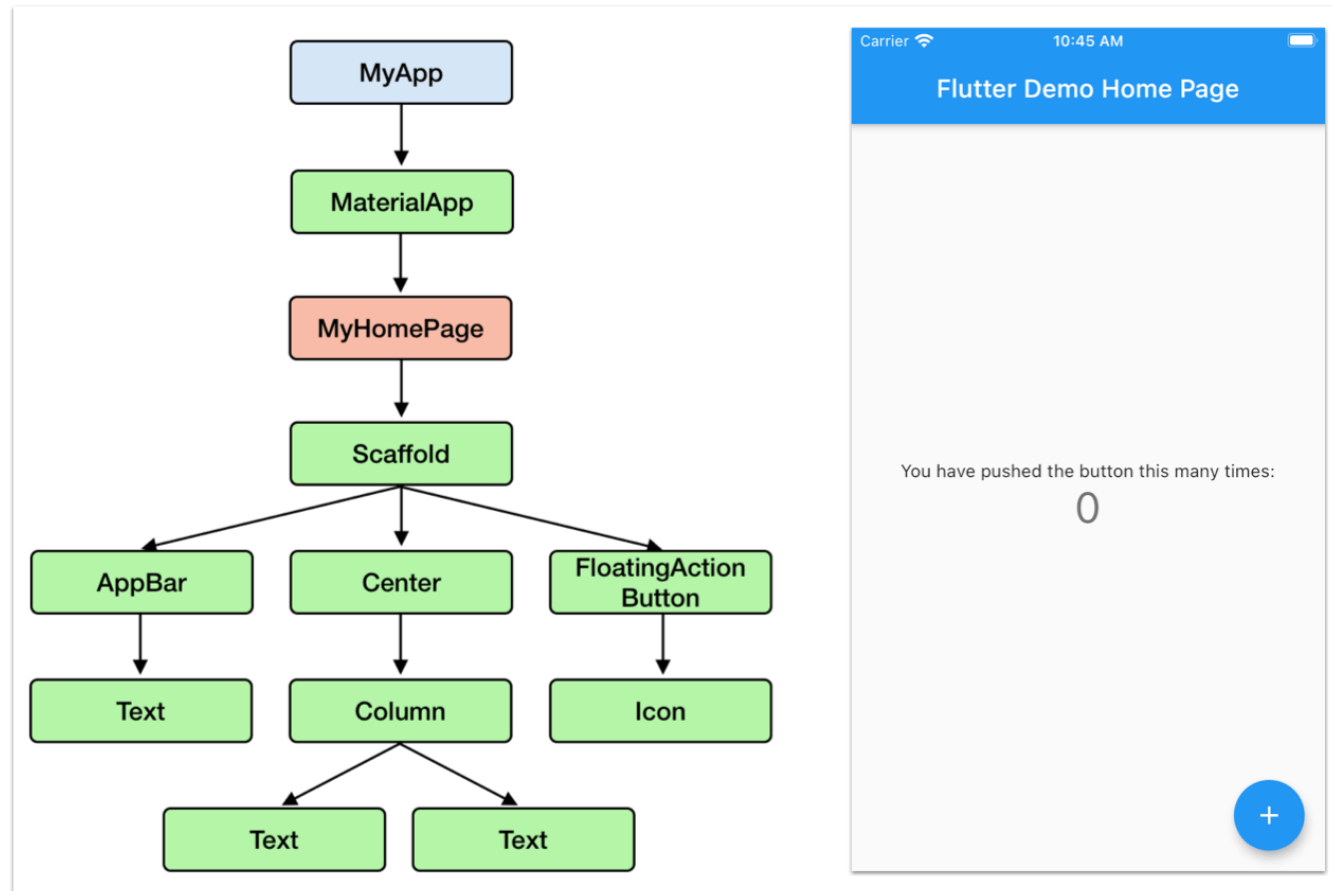 MyApp
MaterialApp
MyHomePage
Scaffold
AppBar
Center
FloatingAction
Button
Text
Column
Icon
Text
Text
Carrier
10:45 AM
Flutter Demo Home Page
You have pushed the button this many times:
0
+